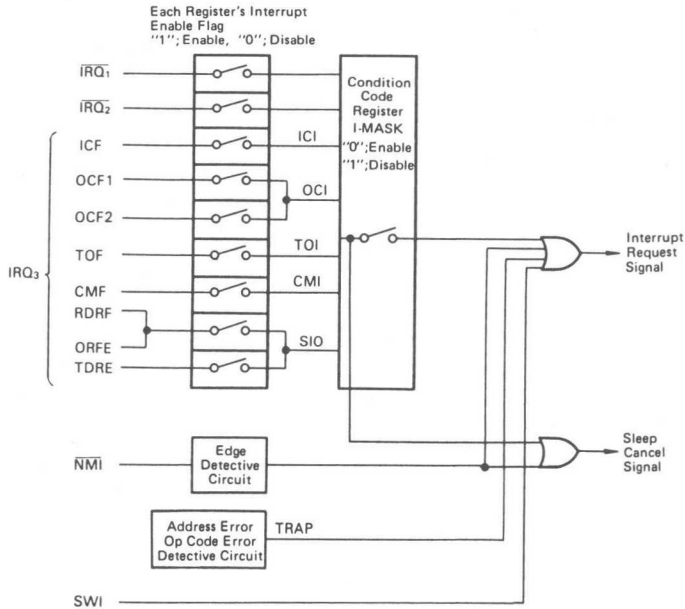 Each Register's Interrupt
Enable Flag
"1"; Enable, "0"; Disable
IRQ1
IRQ2
ICF
OCF1
OCF2
TOF
CMF
RDRF
ORFE
TDRE
IRQ3
ICI
OCI
TOI
CMI
SIO
Condition
Code
Register
I-MASK
"0";Enable
"1";Disable
Interrupt
Request
Signal
Sleep
Cancel
Signal
NMI
Edge
Detective
Circuit
Address Error
Op Code Error
Detective Circuit
TRAP
SWI